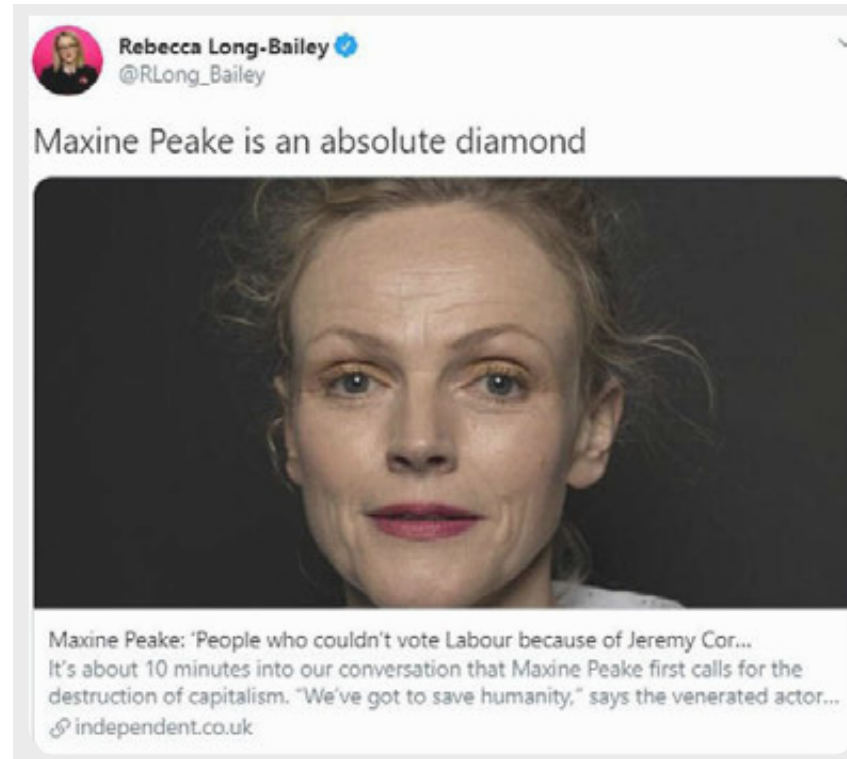 Rebecca Long-Bailey
@RLong_Bailey
Maxine Peake is an absolute diamond
Maxine Peake: 'People who couldn't vote Labour because of Jeremy Cor...
It's about 10 minutes into our conversation that Maxine Peake first calls for the
destruction of capitalism. "We've got to save humanity," says the venerated actor...
independent.co.uk